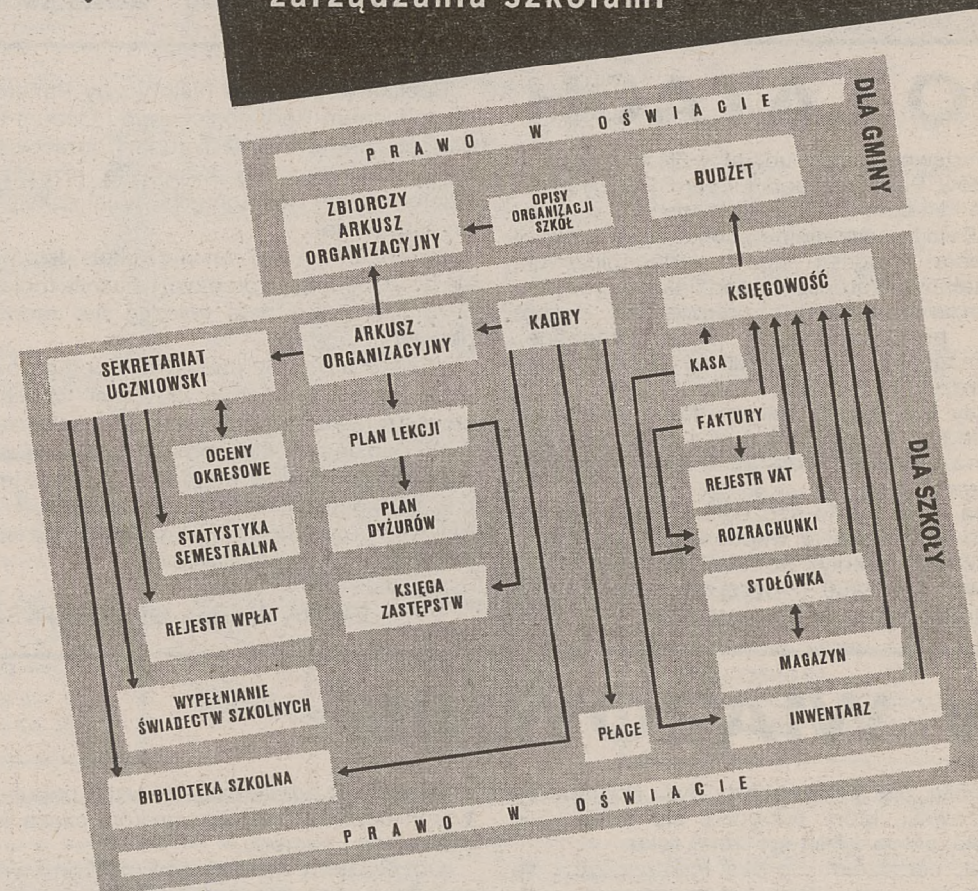 zarządzania szkołami
PRAWO W OŚWIACIE
DLA GMINY
ZBIORCZY
ARKUSZ
ORGANIZACYJNY
OPISY
ORGANIZACJI
SZKÓŁ
BUDŻET
DLA SZKOŁY
SEKRETARIAT
UCZNIOWSKI
ARKUSZ
ORGANIZACYJNY
KADRY
KSIĘGOWOŚĆ
KASA
OCENY
OKRESOWE
PLAN LEKCJI
FAKTURY
STATYSTYKA
SEMESTRALNA
PLAN
DYŻURÓW
REJESTR VAT
ROZRACHUNKI
REJESTR WPŁAT
KSIĘGA
ZASTĘPSTW
STOŁÓWKA
WYPEŁNIANIE
ŚWIADECTW SZKOLNYCH
MAGAZYN
PŁACE
INWENTARZ
BIBLIOTEKA SZKOLNA
PRAWO W OŚWIACIE